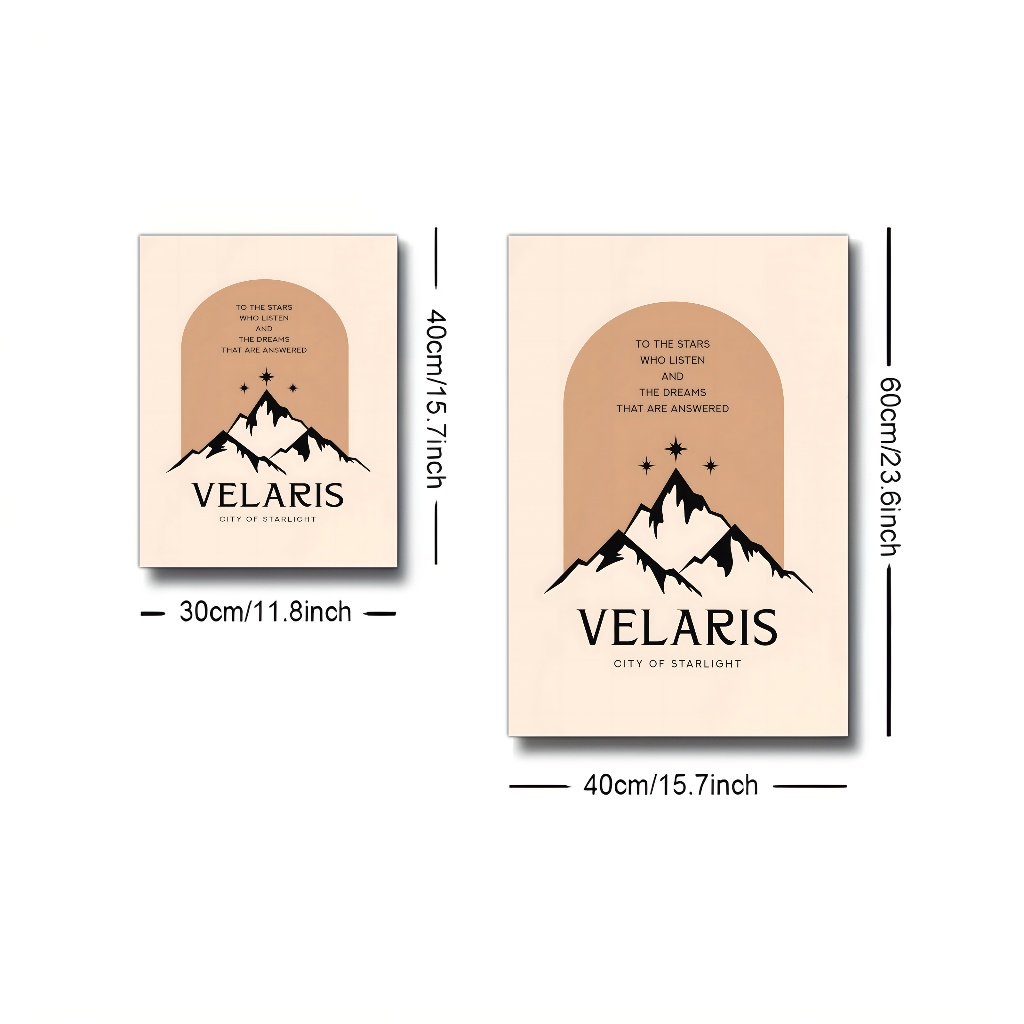 TO THE STARS
WHO LISTEN
AND
THE DREAMS
THAT ARE ANSWERED
VELARIS
CITY OF STARLIGHT
40cm/15.7inch
30cm/11.8inch
TO THE STARS
WHO LISTEN
AND
THE DREAMS
THAT ARE ANSWERED
VELARIS
CITY OF STARLIGHT
60cm/23.6inch
40cm/15.7inch